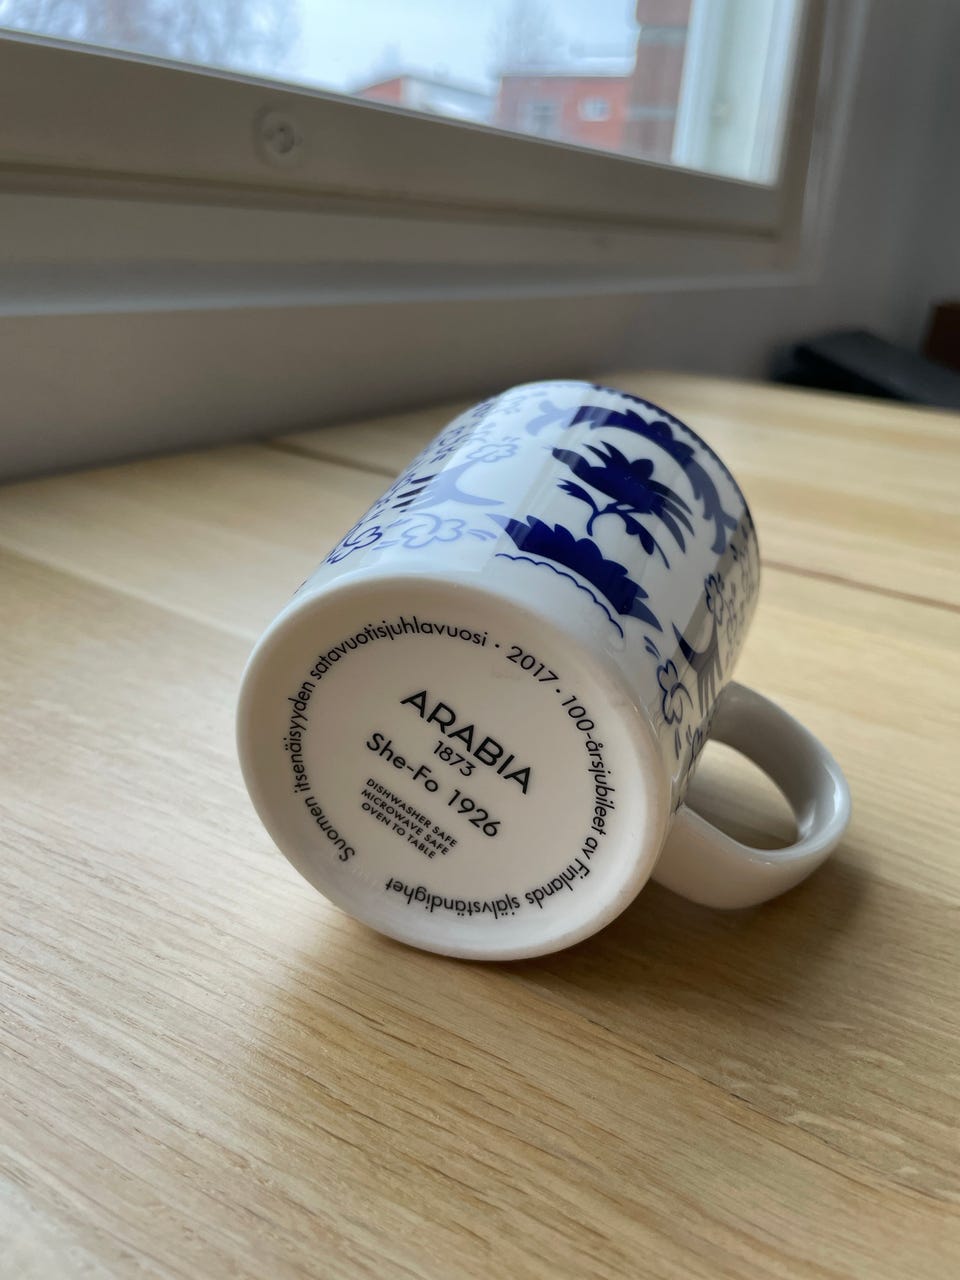 Suomen itsenäisyyden satavuotisjuhlavuosi · 2017 · 100-årsjubileet av Finlands självständighet
ARABIA
1873
She-Fo 1926
DISHWASHER SAFE
MICROWAVE SAFE
OVEN TO TABLE